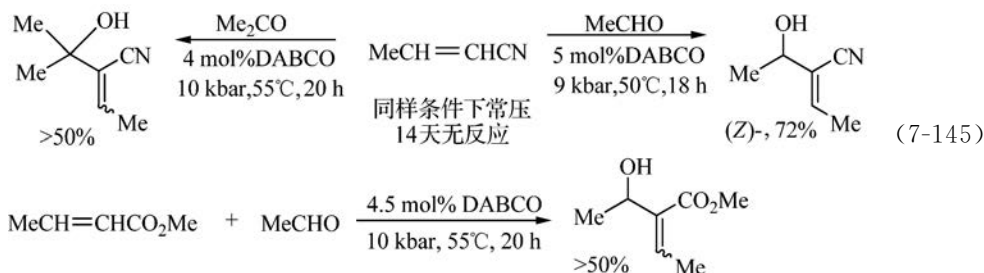 Me OH CN Me Me >50%
Me₂CO
4 mol%DABCO
10 kbar,55℃,20 h
MeCH=CHCN
同样条件下常压
14天无反应
MeCHO
5 mol%DABCO
9 kbar,50℃,18 h
OH Me CN Me
(Z)-, 72%
(7-145)
MeCH=CHCO₂Me + MeCHO
4.5 mol% DABCO
10 kbar, 55℃, 20 h
OH Me CO₂Me Me
>50%